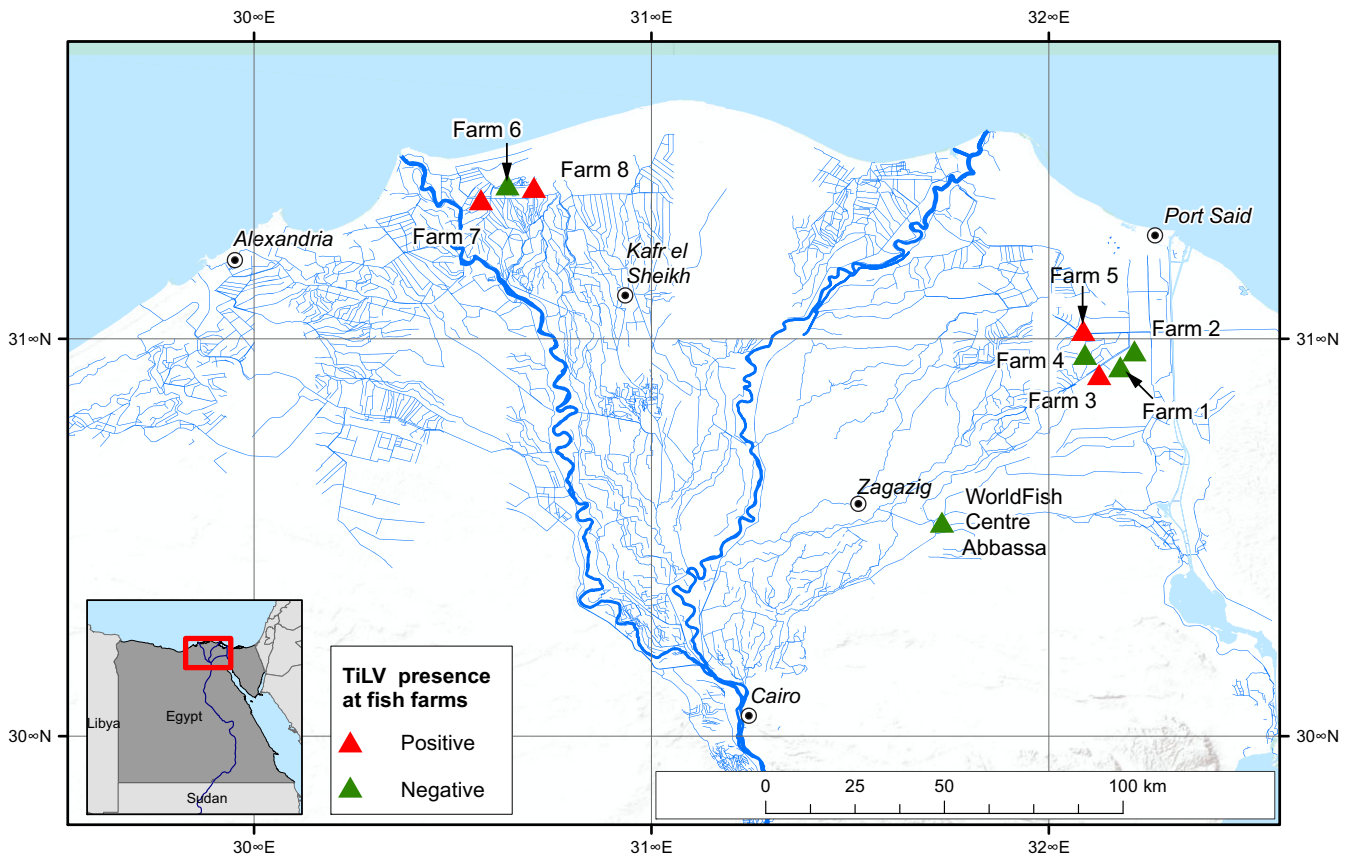 30∞E 31∞E 32∞E
Farm 6
Farm 8
Farm 7
Alexandria
Kafr el
Sheikh
Port Said
Farm 5
Farm 2
Farm 4
Farm 3
Farm 1
31∞N 31∞N
Zagazig
WorldFish
Centre
Abbassa
Cairo
Libya
Egypt
Sudan
TiLV presence
at fish farms
Positive
Negative
30∞N 30∞N
0 25 50 100 km
30∞E 31∞E 32∞E